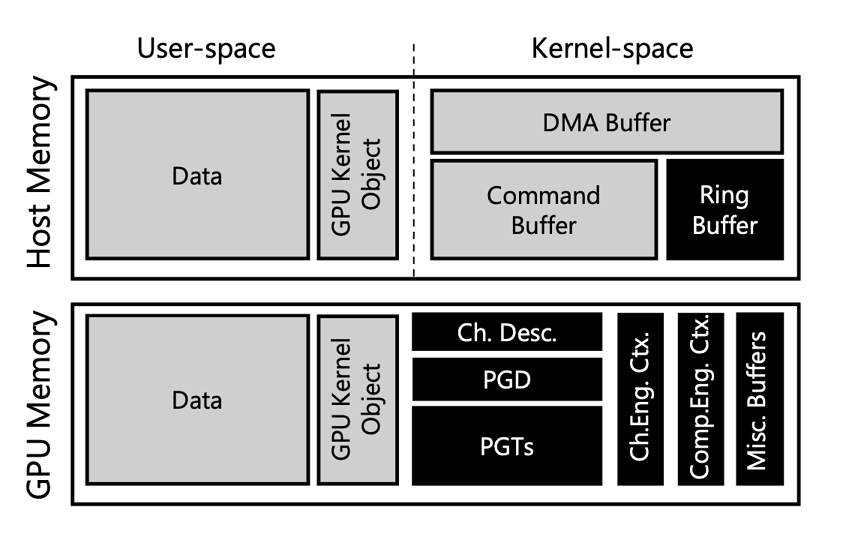 User-space
Kernel-space
Host Memory
Data
GPU Kernel
Object
DMA Buffer
Command
Buffer
Ring
Buffer
GPU Memory
Data
GPU Kernel
Object
Ch. Desc.
PGD
PGTs
Ch.Eng. Ctx.
Comp.Eng. Ctx.
Misc. Buffers